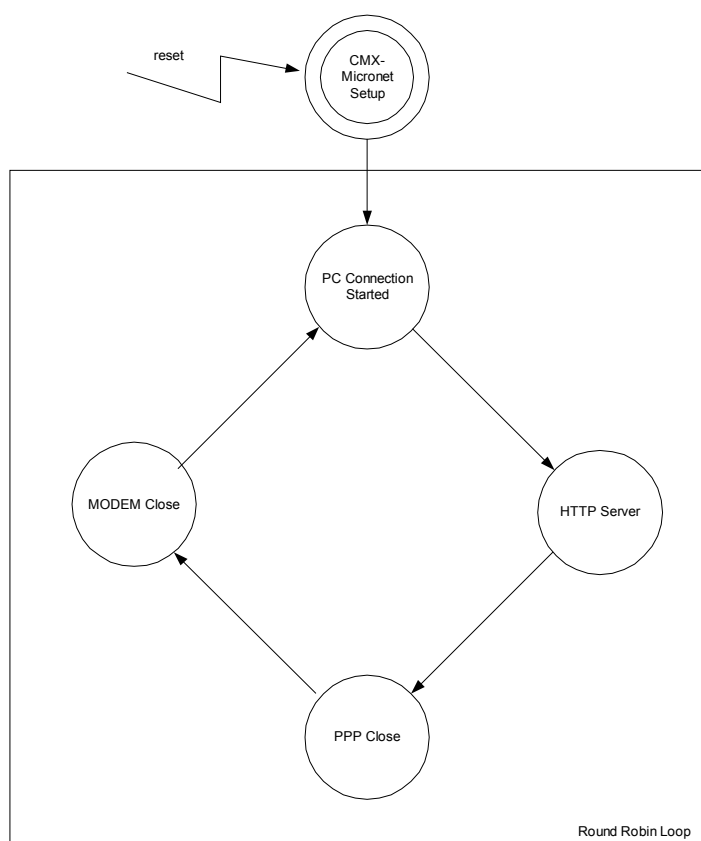 reset
CMX-
Micronet
Setup
PC Connection
Started
MODEM Close
HTTP Server
PPP Close
Round Robin Loop